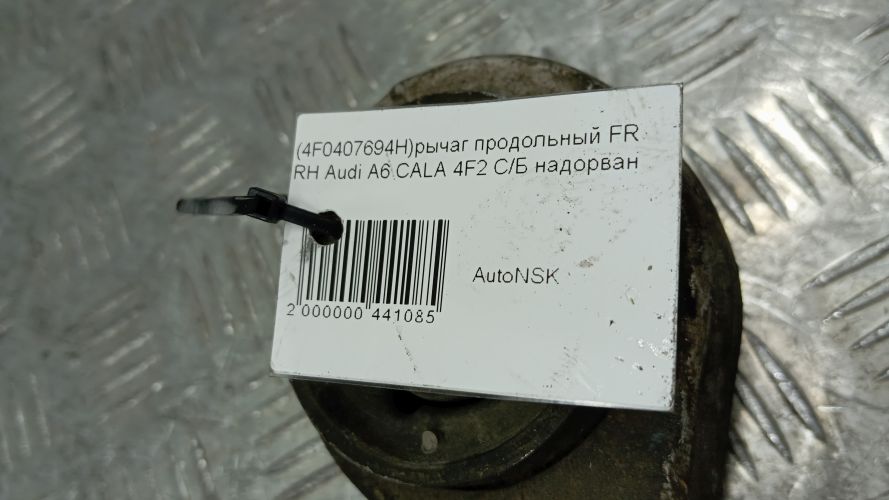 (4F0407694H)рычаг продольный FR
RH Audi A6 CALA 4F2 С/Б надорван
AutoNSK
2 000000 441085